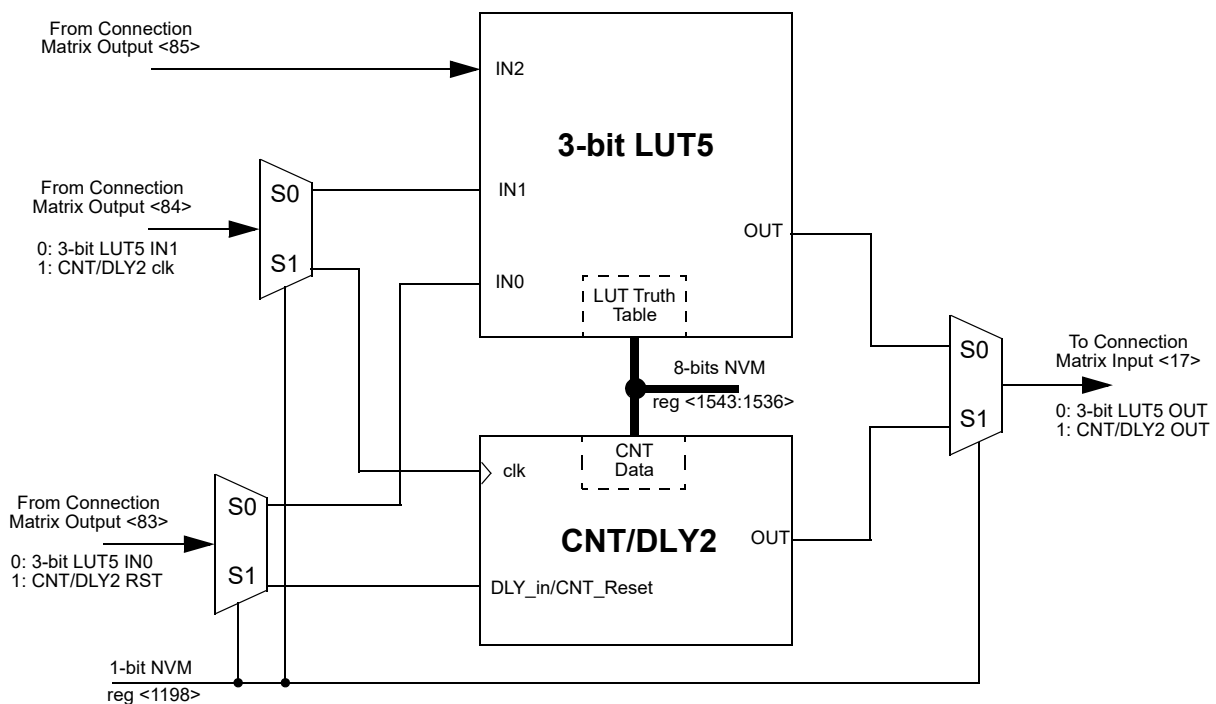 From Connection
Matrix Output <85>
IN2
3-bit LUT5
From Connection
Matrix Output <84>
0: 3-bit LUT5 IN1
1: CNT/DLY2 clk
S0
S1
IN1
IN0
OUT
LUT Truth
Table
8-bits NVM
reg <1543:1536>
S0
S1
To Connection
Matrix Input <17>
0: 3-bit LUT5 OUT
1: CNT/DLY2 OUT
CNT
Data
clk
CNT/DLY2
OUT
DLY_in/CNT_Reset
From Connection
Matrix Output <83>
0: 3-bit LUT5 IN0
1: CNT/DLY2 RST
S0
S1
1-bit NVM
reg <1198>